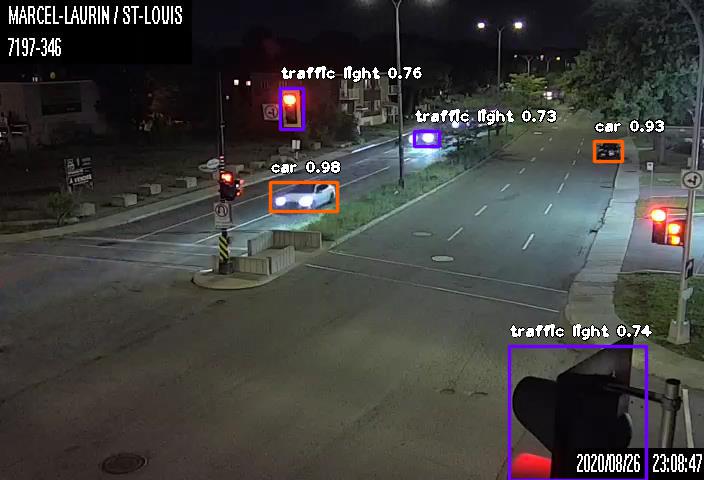 MARCEL-LAURIN / ST-LOUIS
7197-346
traffic light 0.76
traffic light 0.73
car 0.93
car 0.98
À VENDRE
traffic light 0.74
2020/08/26 23:08:47